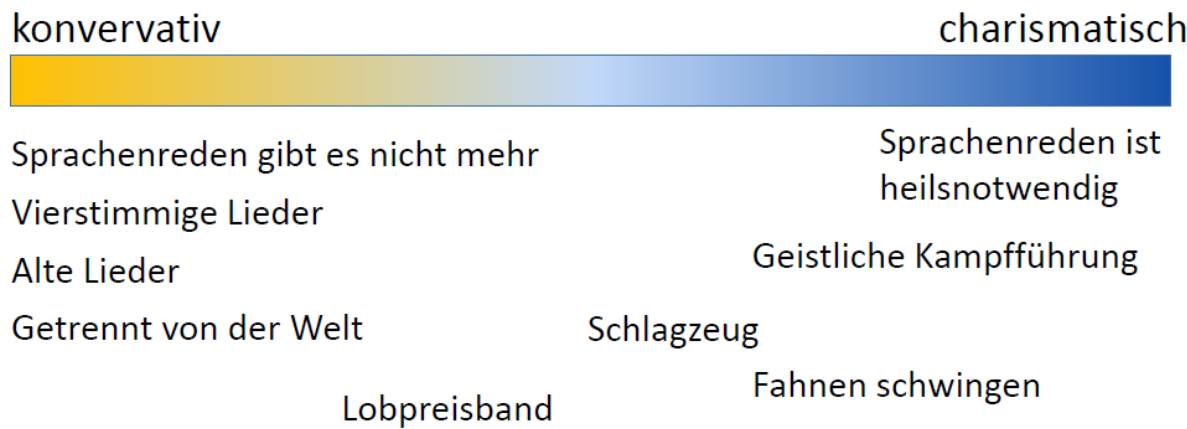 konvervativ charismatisch
Sprachenreden gibt es nicht mehr
Sprachenreden ist
heilsnotwendig
Vierstimmige Lieder
Geistliche Kampfführung
Alte Lieder
Getrennt von der Welt
Schlagzeug
Fahnen schwingen
Lobpreisband